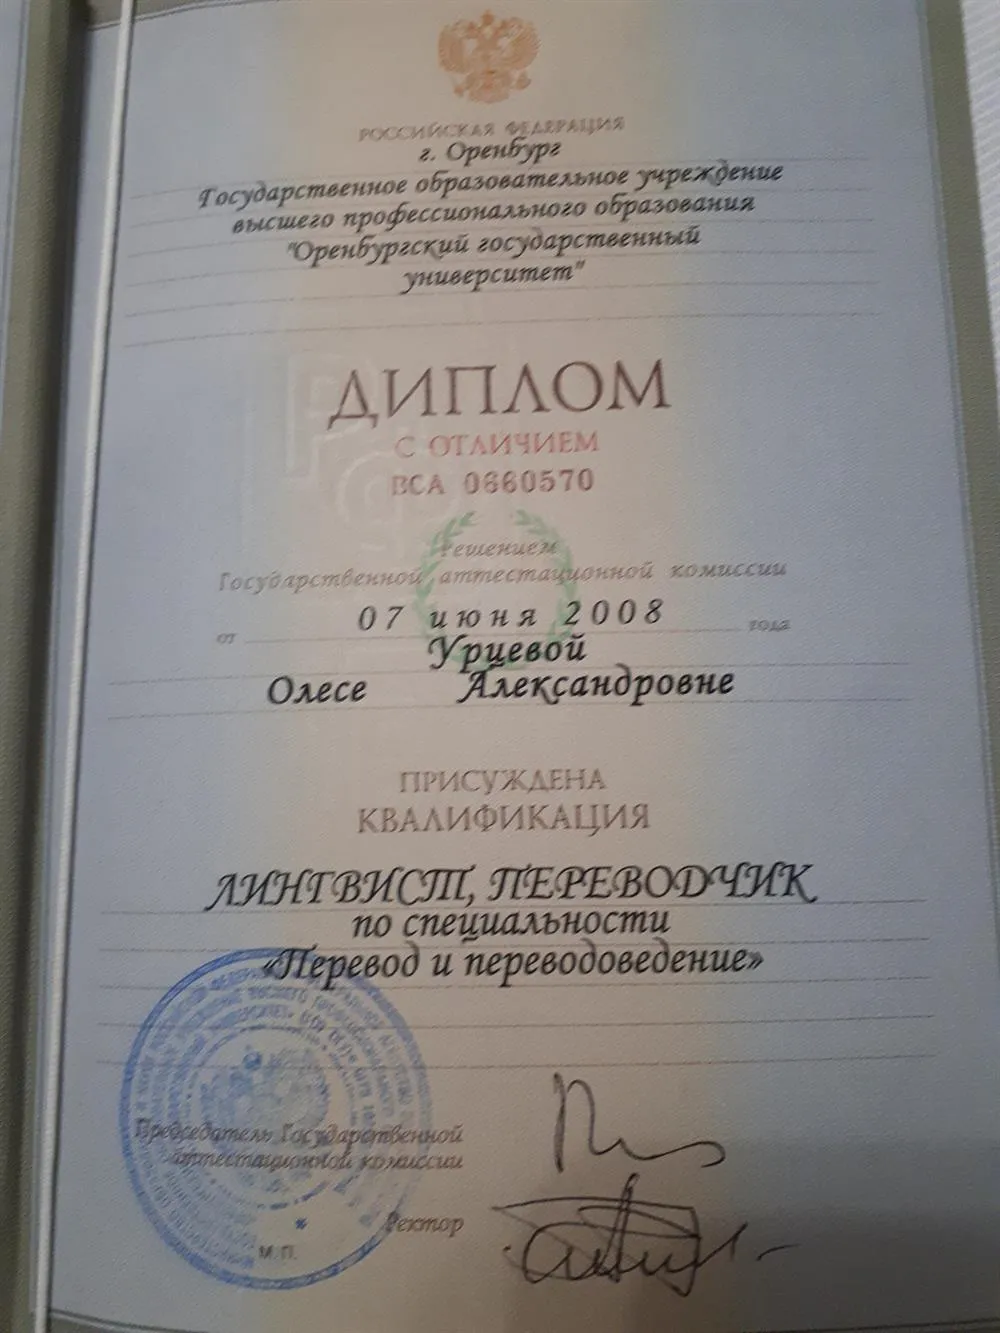 РОССИЙСКАЯ ФЕДЕРАЦИЯ
г. Оренбург
Государственное образовательное учреждение
высшего профессионального образования
"Оренбургский государственный
университет"
ДИПЛОМ
С ОТЛИЧИЕМ
ВСА 0660570
Решением
Государственной аттестационной комиссии
от 07 июня 2008 года
Урцевой
Олесе Александровне
ПРИСУЖДЕНА
КВАЛИФИКАЦИЯ
ЛИНГВИСТ, ПЕРЕВОДЧИК
по специальности
«Перевод и переводоведение»
Председатель Государственной
аттестационной комиссии
Ректор
М.П.